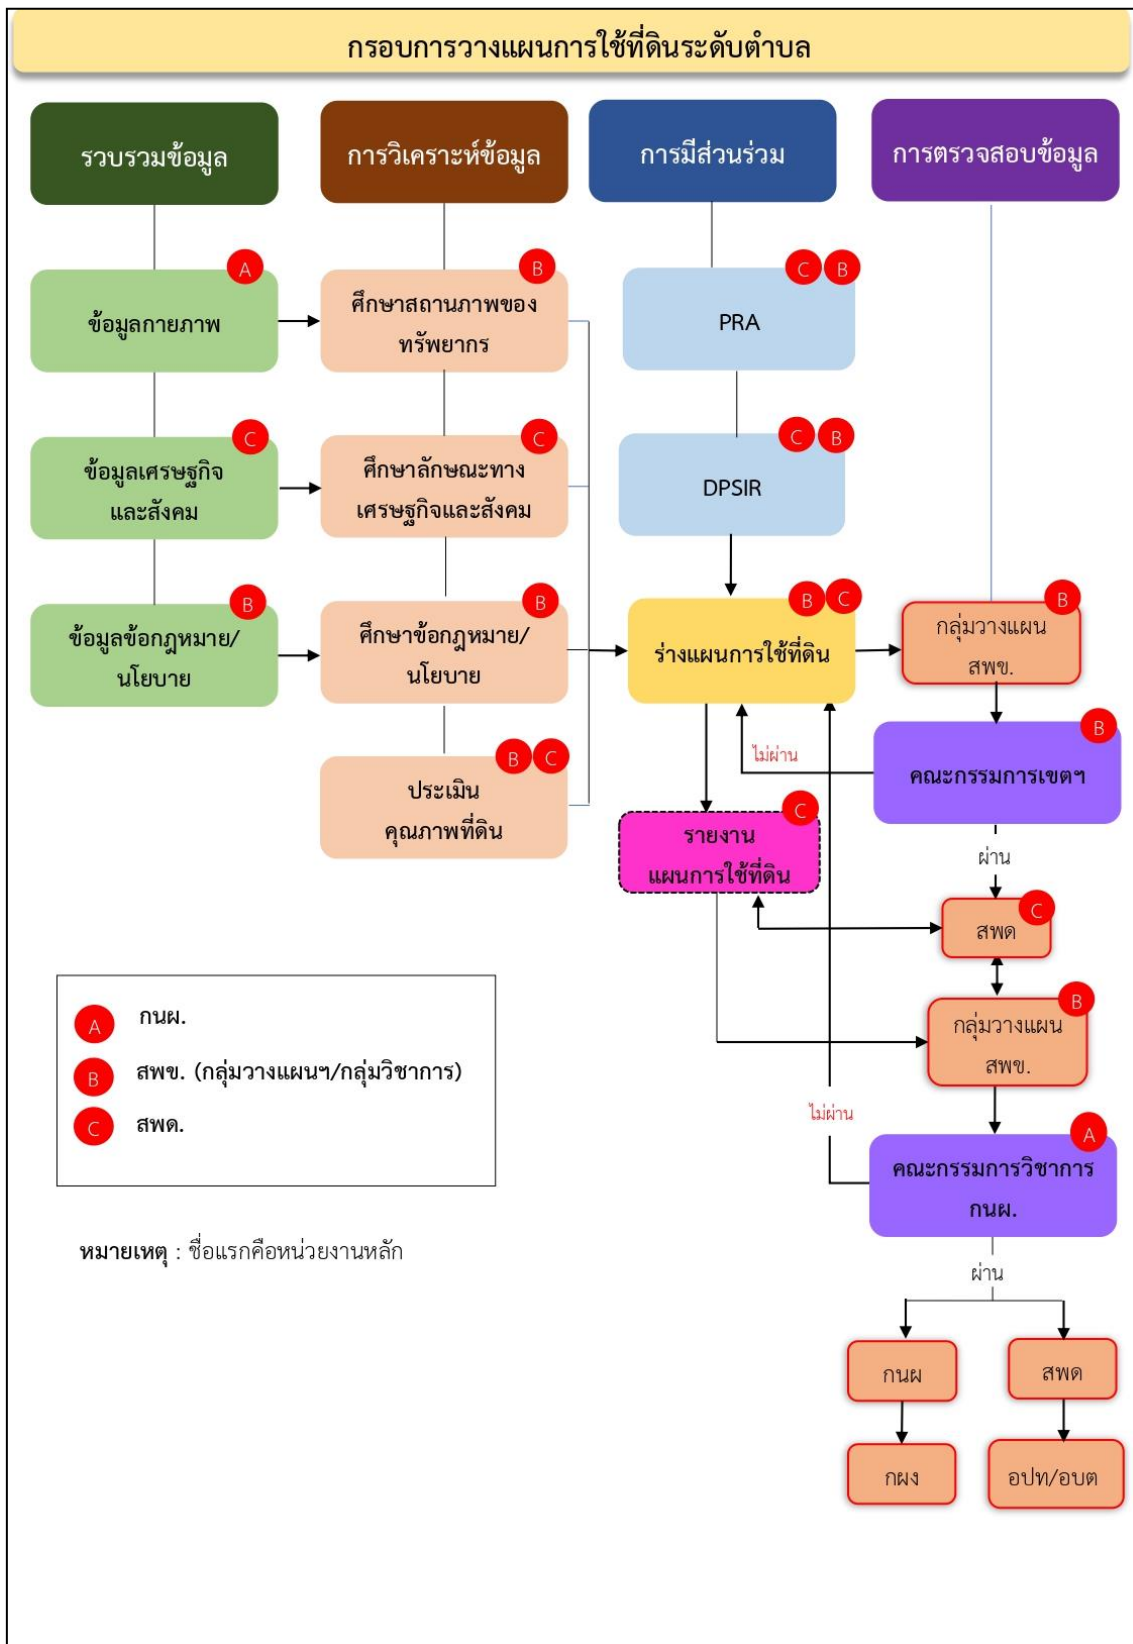 กรอบการวางแผนการใช้ที่ดินระดับตำบล
รวบรวมข้อมูล
การวิเคราะห์ข้อมูล
การมีส่วนร่วม
การตรวจสอบข้อมูล
A
ข้อมูลกายภาพ
B
ศึกษาสถานภาพของ
ทรัพยากร
C B
PRA
C
ข้อมูลเศรษฐกิจ
และสังคม
C
ศึกษาลักษณะทาง
เศรษฐกิจและสังคม
C B
DPSIR
B
ข้อมูลข้อกฎหมาย/
นโยบาย
B
ศึกษาข้อกฎหมาย/
นโยบาย
B C
ร่างแผนการใช้ที่ดิน
B
กลุ่มวางแผน
สพข.
B C
ประเมิน
คุณภาพที่ดิน
ไม่ผ่าน
B
คณะกรรมการเขตฯ
C
รายงาน
แผนการใช้ที่ดิน
ผ่าน
C
สพด
B
กลุ่มวางแผน
สพข.
A กนผ.
B สพข. (กลุ่มวางแผนฯ/กลุ่มวิชาการ)
C สพด.
ไม่ผ่าน
A
คณะกรรมการวิชาการ
กนผ.
หมายเหตุ : ชื่อแรกคือหน่วยงานหลัก
ผ่าน
กนผ
สพด
กผง
อปท/อบต